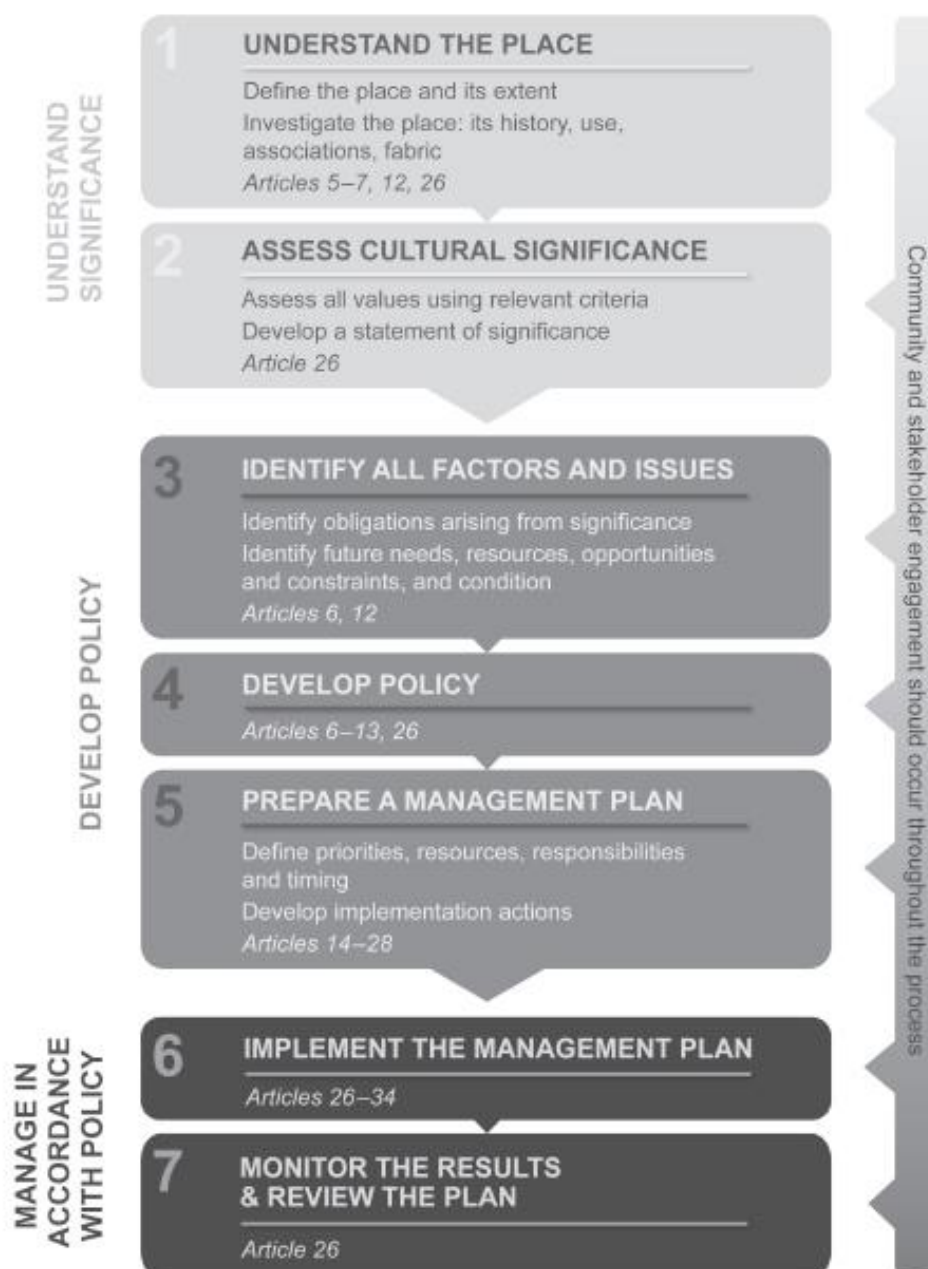 UNDERSTAND
SIGNIFICANCE
1
UNDERSTAND THE PLACE
Define the place and its extent
Investigate the place: its history, use,
associations, fabric
Articles 5–7, 12, 26
2
ASSESS CULTURAL SIGNIFICANCE
Assess all values using relevant criteria
Develop a statement of significance
Article 26
DEVELOP POLICY
3
IDENTIFY ALL FACTORS AND ISSUES
Identify obligations arising from significance
Identify future needs, resources, opportunities
and constraints, and condition
Articles 6, 12
4
DEVELOP POLICY
Articles 6–13, 26
5
PREPARE A MANAGEMENT PLAN
Define priorities, resources, responsibilities
and timing
Develop implementation actions
Articles 14–28
MANAGE IN
ACCORDANCE
WITH POLICY
6
IMPLEMENT THE MANAGEMENT PLAN
Articles 26–34
7
MONITOR THE RESULTS
& REVIEW THE PLAN
Article 26
Community and stakeholder engagement should occur throughout the process